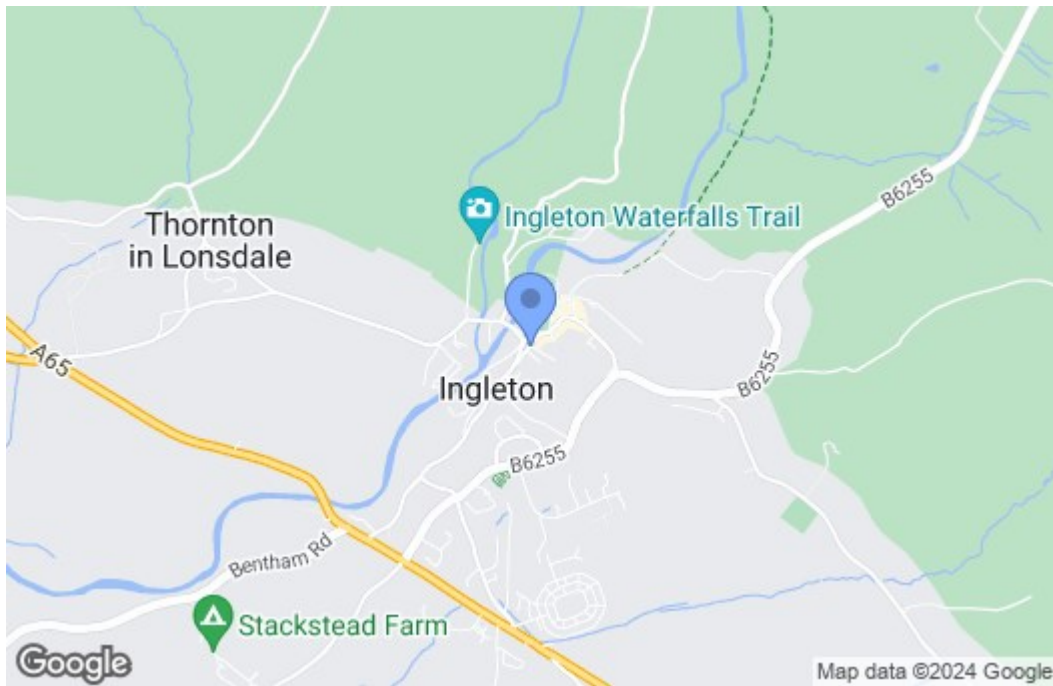 B6255
Thornton
in Lonsdale
Ingleton Waterfalls Trail
A65
B6255
Ingleton
B6255
Bentham Rd
Stackstead Farm
Google
Map data ©2024 Google